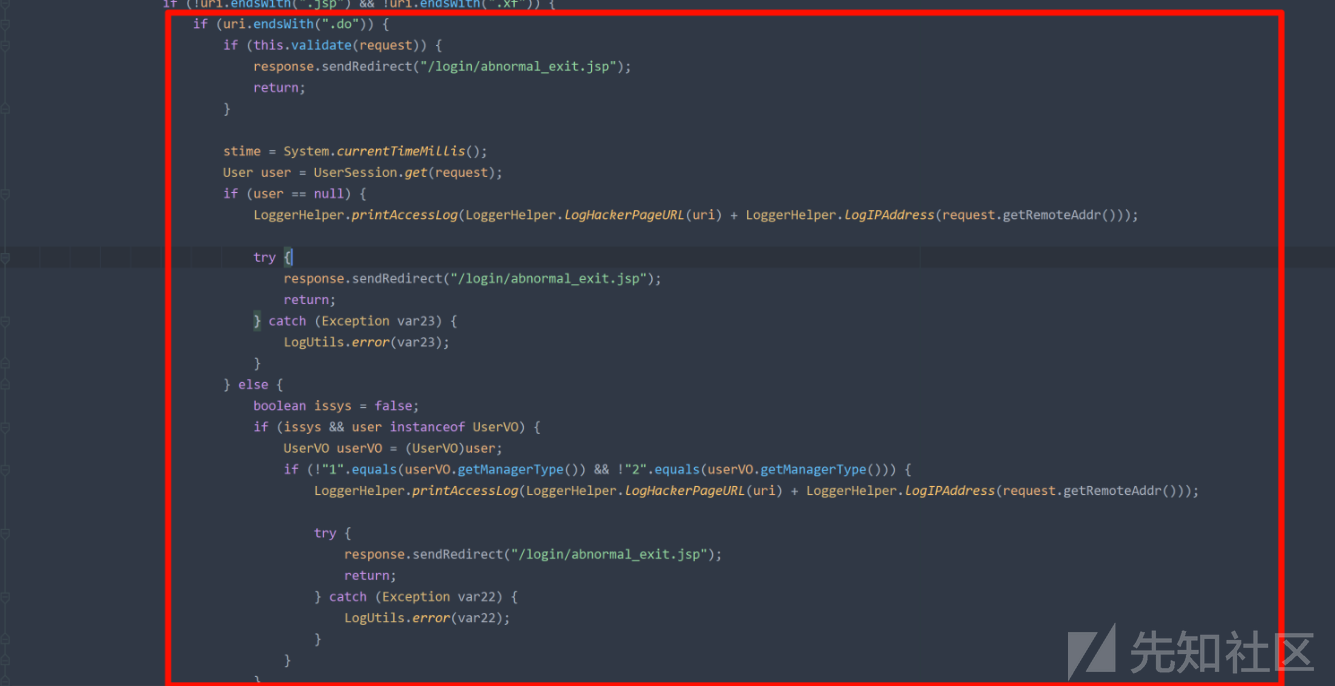 if (!uri.endsWith(".jsp") && !uri.endsWith(".xf")) {
if (uri.endsWith(".do")) {
if (this.validate(request)) {
response.sendRedirect("/login/abnormal_exit.jsp");
return;
}
stime = System.currentTimeMillis();
User user = UserSession.get(request);
if (user == null) {
LoggerHelper.printAccessLog(LoggerHelper.logHackerPageURL(uri) + LoggerHelper.logIPAddress(request.getRemoteAddr()));
try {
response.sendRedirect("/login/abnormal_exit.jsp");
return;
} catch (Exception var23) {
LogUtils.error(var23);
}
} else {
boolean issys = false;
if (issys && user instanceof UserVO) {
UserVO userVO = (UserVO)user;
if (!"1".equals(userVO.getManagerType()) && !"2".equals(userVO.getManagerType())) {
LoggerHelper.printAccessLog(LoggerHelper.logHackerPageURL(uri) + LoggerHelper.logIPAddress(request.getRemoteAddr()));
try {
response.sendRedirect("/login/abnormal_exit.jsp");
return;
} catch (Exception var22) {
LogUtils.error(var22);
}
}
}
先知社区